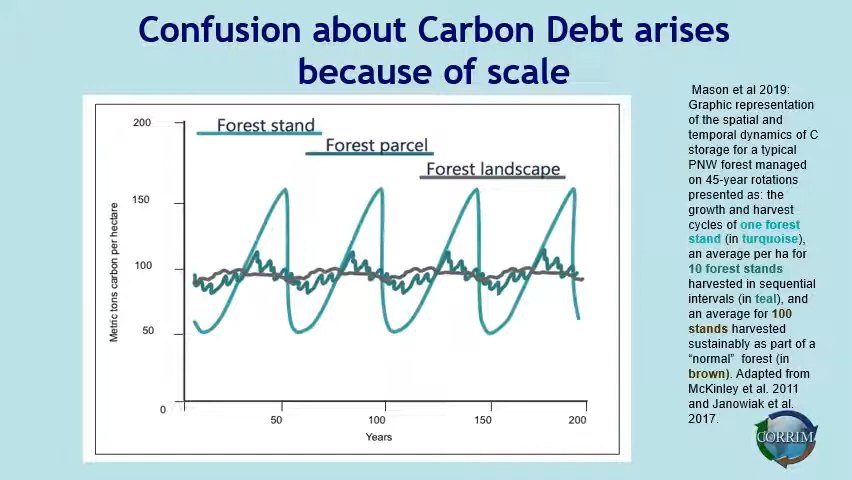 Confusion about Carbon Debt arises
because of scale
Mason et al 2019:
Graphic representation
of the spatial and
temporal dynamics of C
storage for a typical
PNW forest managed
on 45-year rotations
presented as: the
growth and harvest
cycles of one forest
stand (in turquoise),
an average per ha for
10 forest stands
harvested in sequential
intervals (in teal), and
an average for 100
stands harvested
sustainably as part of a
“normal” forest (in
brown). Adapted from
McKinley et al. 2011
and Janowiak et al.
2017.
Forest stand
Forest parcel
Forest landscape
Metric tons carbon per hectare
200
150
100
50
0
50
100
150
200
Years
CORRIM